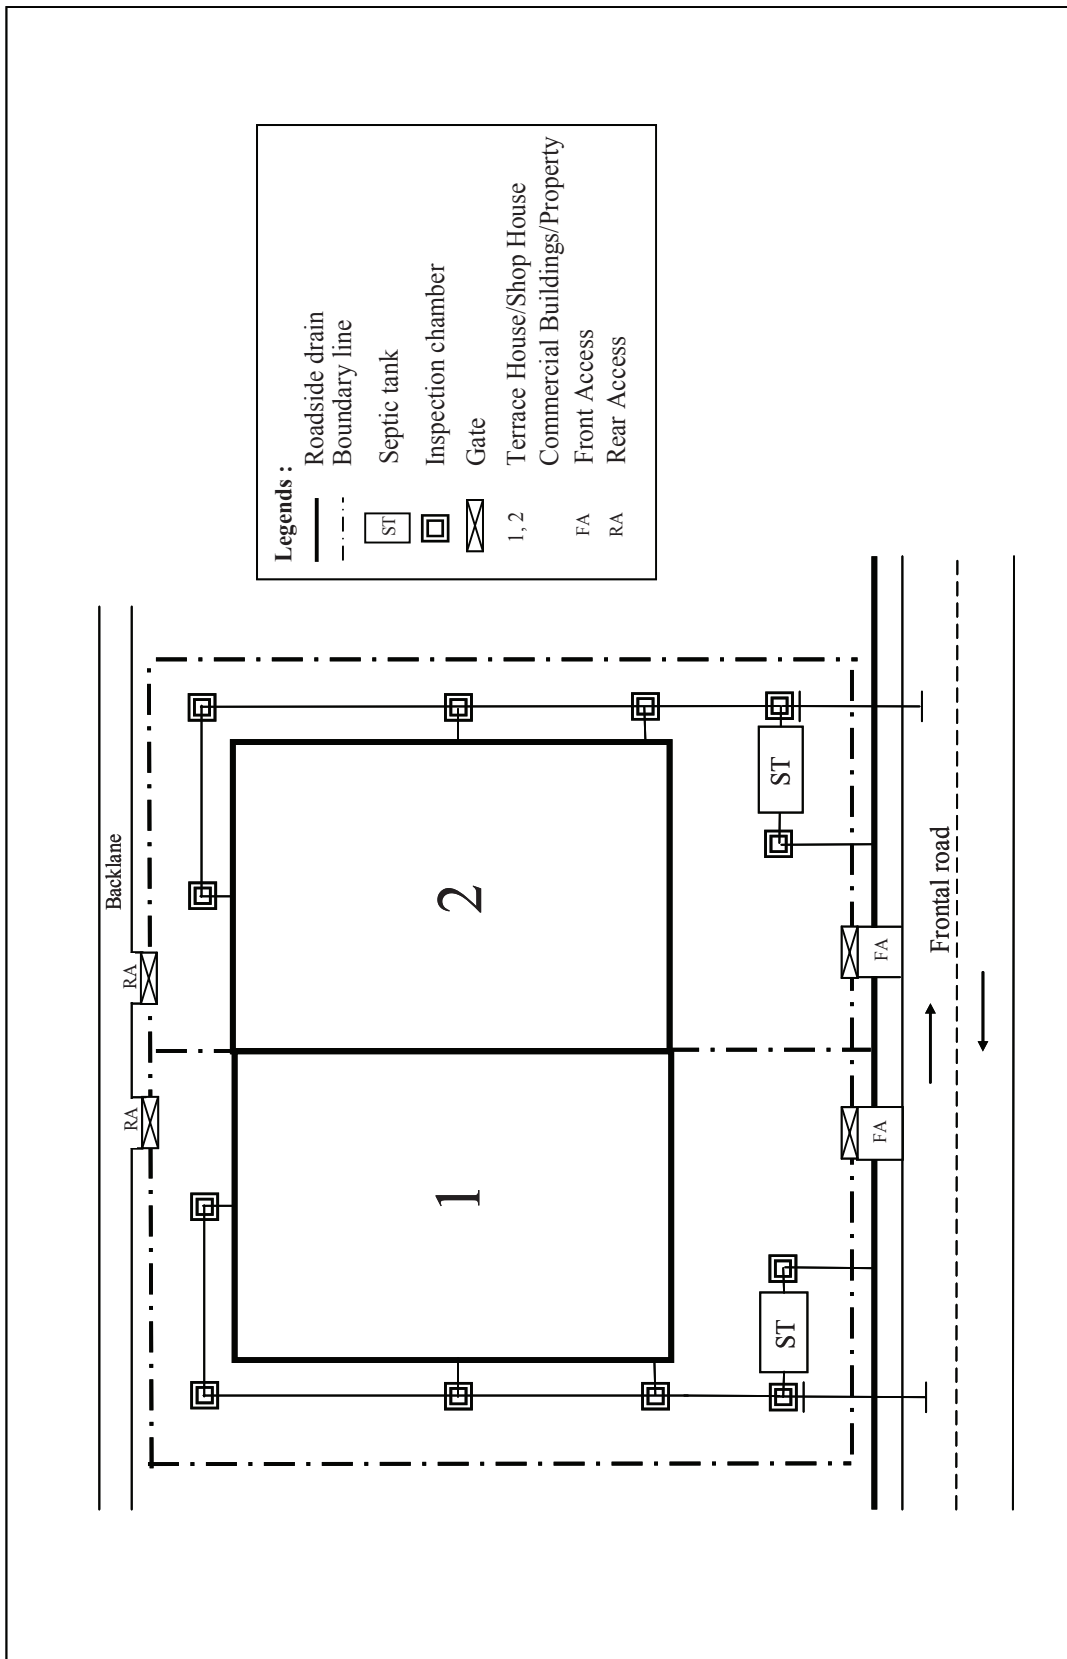 Legends :
Roadside drain
Boundary line
ST Septic tank
Inspection chamber
Gate
1, 2 Terrace House/Shop House
Commercial Buildings/Property
FA Front Access
RA Rear Access
Backlane
RA
RA
1
2
ST
ST
FA
FA
Frontal road